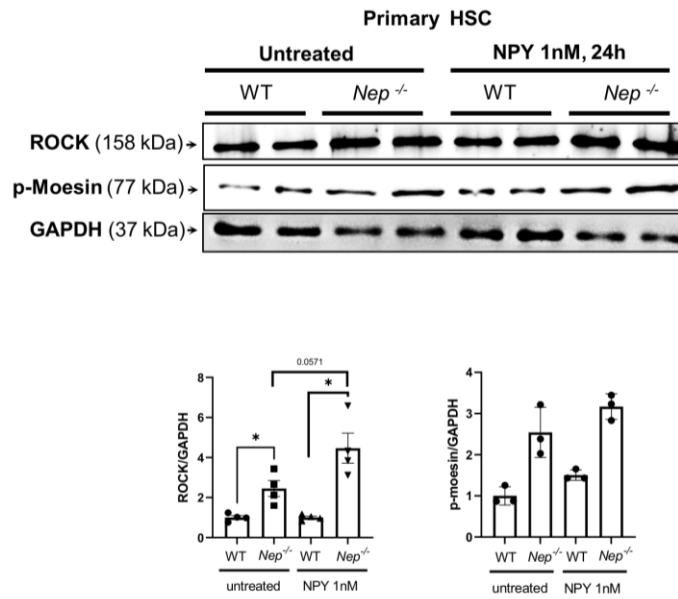 Primary HSC
Untreated NPY 1nM, 24h
WT Nep -/- WT Nep -/-
ROCK (158 kDa)
p-Moesin (77 kDa)
GAPDH (37 kDa)
0.0571
* *
ROCK/GAPDH
8
6
4
2
0
WT Nep-/- WT Nep-/-
untreated NPY 1nM
p-moesin/GAPDH
4
3
2
1
0
WT Nep-/- WT Nep-/-
untreated NPY 1nM